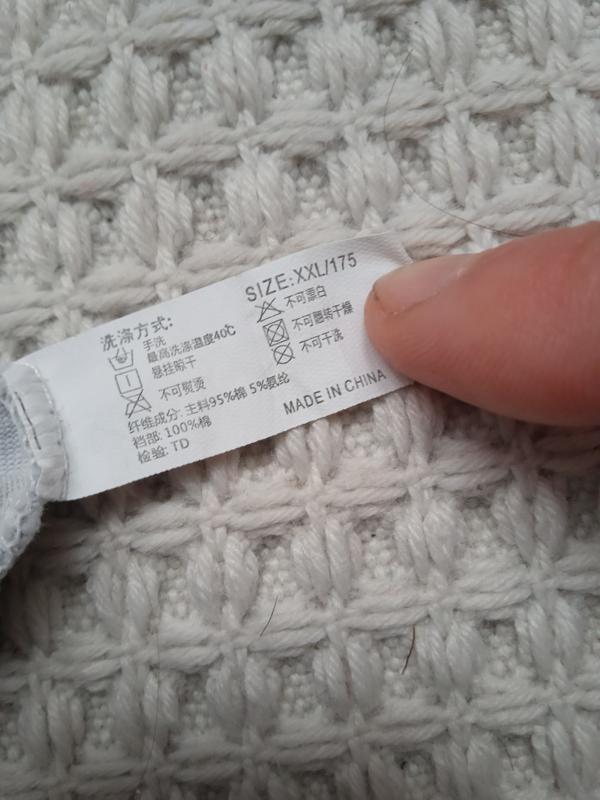 SIZE:XXL/175
洗涤方式:
手洗
最高洗涤温度40℃
悬挂晾干
不可熨烫
不可漂白
不可翻转干燥
不可干洗
纤维成分: 主料95%棉 5%氨纶
裆部: 100%棉
检验: TD
MADE IN CHINA